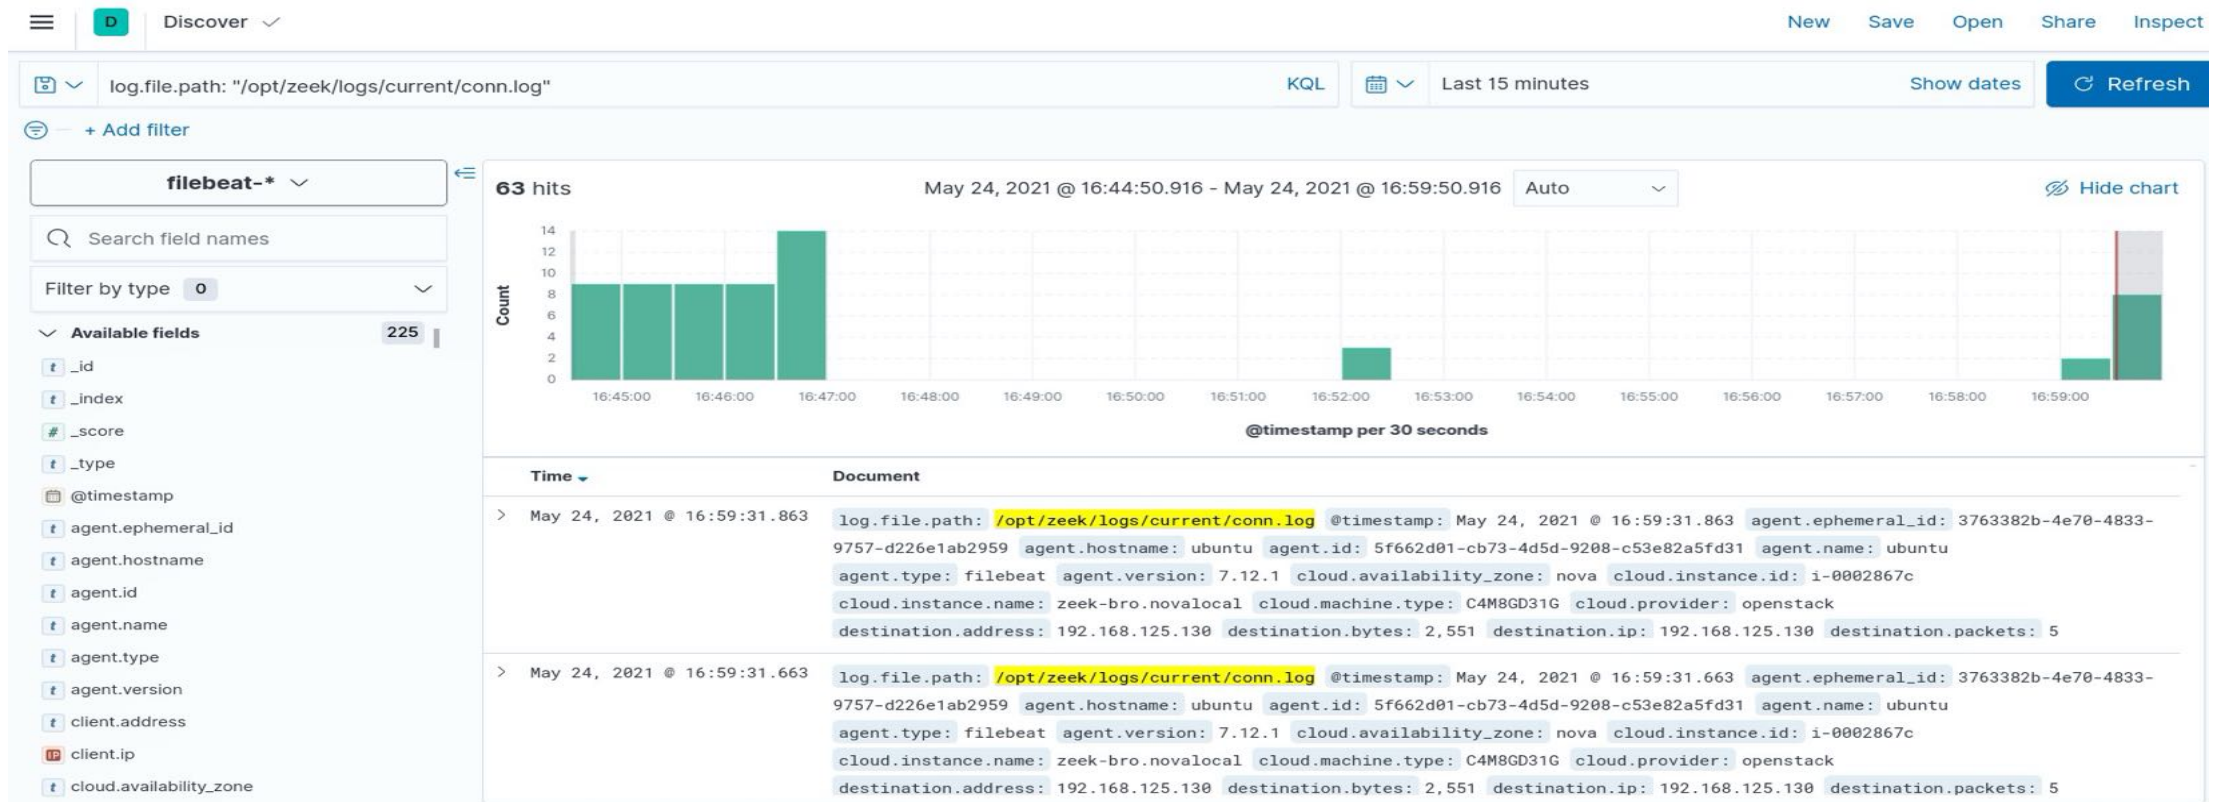 D Discover New Save Open Share Inspect
log.file.path: "/opt/zeek/logs/current/conn.log" KQL Last 15 minutes Show dates Refresh
+ Add filter
filebeat-*
Search field names
Filter by type 0
Available fields 225
t _id
t _index
# _score
t _type
@timestamp
t agent.ephemeral_id
t agent.hostname
t agent.id
t agent.name
t agent.type
t agent.version
t client.address
IP client.ip
t cloud.availability_zone
63 hits May 24, 2021 @ 16:44:50.916 - May 24, 2021 @ 16:59:50.916 Auto Hide chart
Count
14
12
10
8
6
4
2
0
16:45:00 16:46:00 16:47:00 16:48:00 16:49:00 16:50:00 16:51:00 16:52:00 16:53:00 16:54:00 16:55:00 16:56:00 16:57:00 16:58:00 16:59:00
@timestamp per 30 seconds
Time Document
May 24, 2021 @ 16:59:31.863 log.file.path: /opt/zeek/logs/current/conn.log @timestamp: May 24, 2021 @ 16:59:31.863 agent.ephemeral_id: 3763382b-4e70-4833-
9757-d226e1ab2959 agent.hostname: ubuntu agent.id: 5f662d01-cb73-4d5d-9208-c53e82a5fd31 agent.name: ubuntu
agent.type: filebeat agent.version: 7.12.1 cloud.availability_zone: nova cloud.instance.id: i-0002867c
cloud.instance.name: zeek-bro.novalocal cloud.machine.type: C4M8GD31G cloud.provider: openstack
destination.address: 192.168.125.130 destination.bytes: 2,551 destination.ip: 192.168.125.130 destination.packets: 5
May 24, 2021 @ 16:59:31.663 log.file.path: /opt/zeek/logs/current/conn.log @timestamp: May 24, 2021 @ 16:59:31.663 agent.ephemeral_id: 3763382b-4e70-4833-
9757-d226e1ab2959 agent.hostname: ubuntu agent.id: 5f662d01-cb73-4d5d-9208-c53e82a5fd31 agent.name: ubuntu
agent.type: filebeat agent.version: 7.12.1 cloud.availability_zone: nova cloud.instance.id: i-0002867c
cloud.instance.name: zeek-bro.novalocal cloud.machine.type: C4M8GD31G cloud.provider: openstack
destination.address: 192.168.125.130 destination.bytes: 2,551 destination.ip: 192.168.125.130 destination.packets: 5